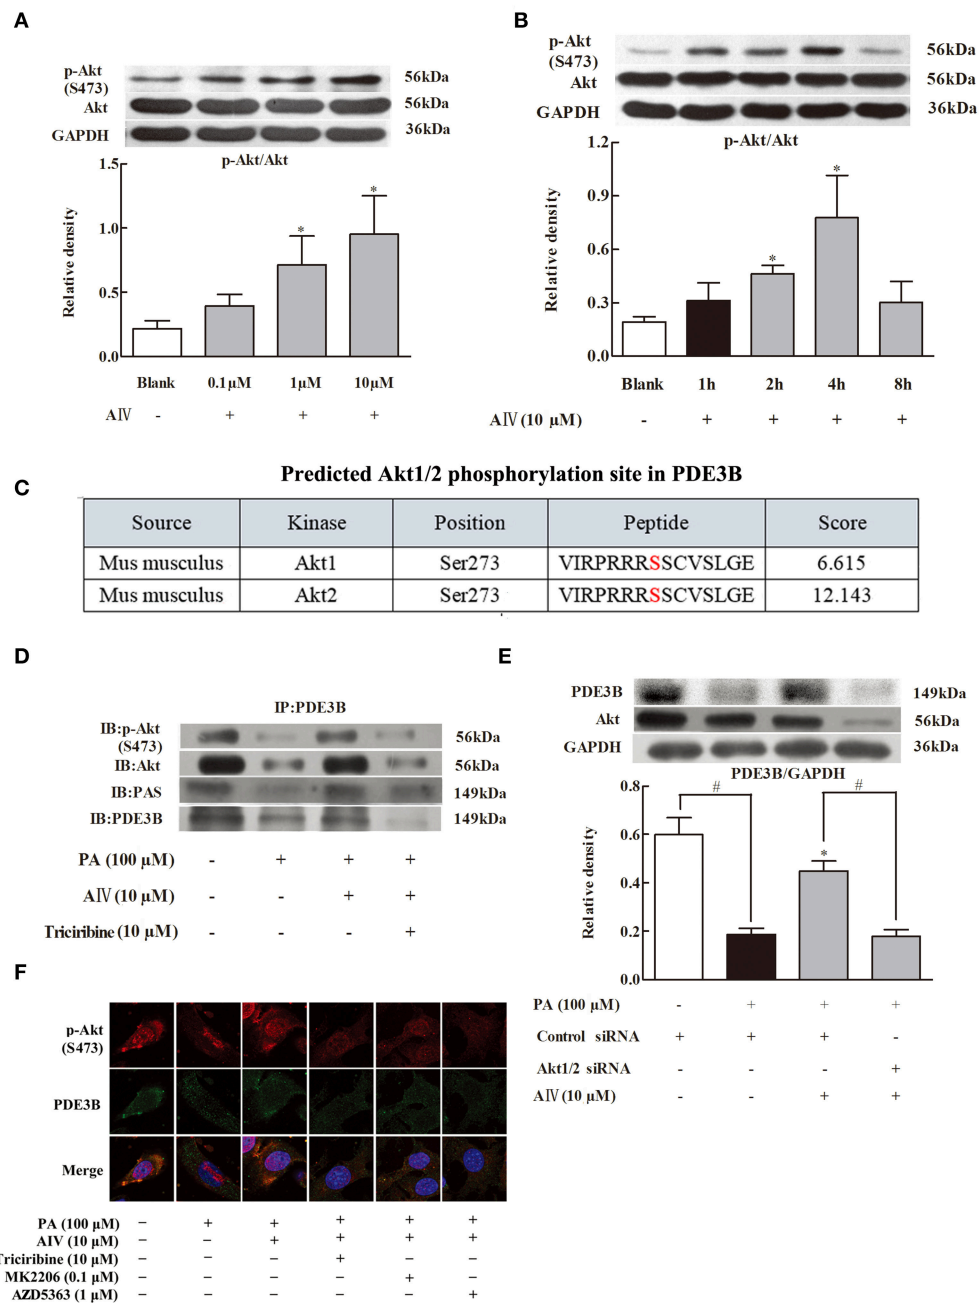 A
p-Akt (S473) 56kDa
Akt 56kDa
GAPDH 36kDa
p-Akt/Akt
Relative density
1.5
1.0
0.5
0.0
Blank 0.1μM 1μM 10μM
* *
AⅣ - + + +
B
p-Akt (S473) 56kDa
Akt 56kDa
GAPDH 36kDa
p-Akt/Akt
Relative density
1.2
0.9
0.6
0.3
0.0
* *
Blank 1h 2h 4h 8h
AⅣ (10 μM) - + + + +
C
Predicted Akt1/2 phosphorylation site in PDE3B
Source Kinase Position Peptide Score
Mus musculus Akt1 Ser273 VIRPRRRSSCVSLGE 6.615
Mus musculus Akt2 Ser273 VIRPRRRSSCVSLGE 12.143
D
IP:PDE3B
IB:p-Akt (S473) 56kDa
IB:Akt 56kDa
IB:PAS 149kDa
IB:PDE3B 149kDa
PA (100 μM) - + + +
AⅣ (10 μM) - - + +
Triciribine (10 μM) - - - +
E
PDE3B 149kDa
Akt 56kDa
GAPDH 36kDa
PDE3B/GAPDH
Relative density
0.8
0.6
0.4
0.2
0.0
# #
*
PA (100 μM) - + + +
Control siRNA + + + -
Akt1/2 siRNA - - - +
AⅣ (10 μM) - - + +
F
p-Akt (S473)
PDE3B
Merge
PA (100 μM) − + + + + +
AIV (10 μM) − − + + + +
Triciribine (10 μM) − − − + − −
MK2206 (0.1 μM) − − − − + −
AZD5363 (1 μM) − − − − − +